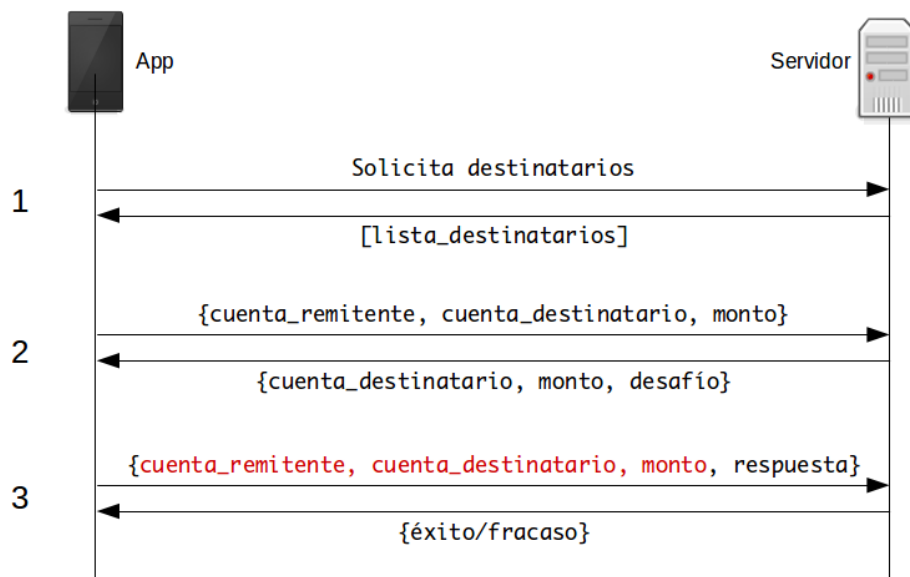 App
Servidor
Solicita destinatarios
1
[lista_destinatarios]
{cuenta_remitente, cuenta_destinatario, monto}
2
{cuenta_destinatario, monto, desafío}
{cuenta_remitente, cuenta_destinatario, monto, respuesta}
3
{éxito/fracaso}